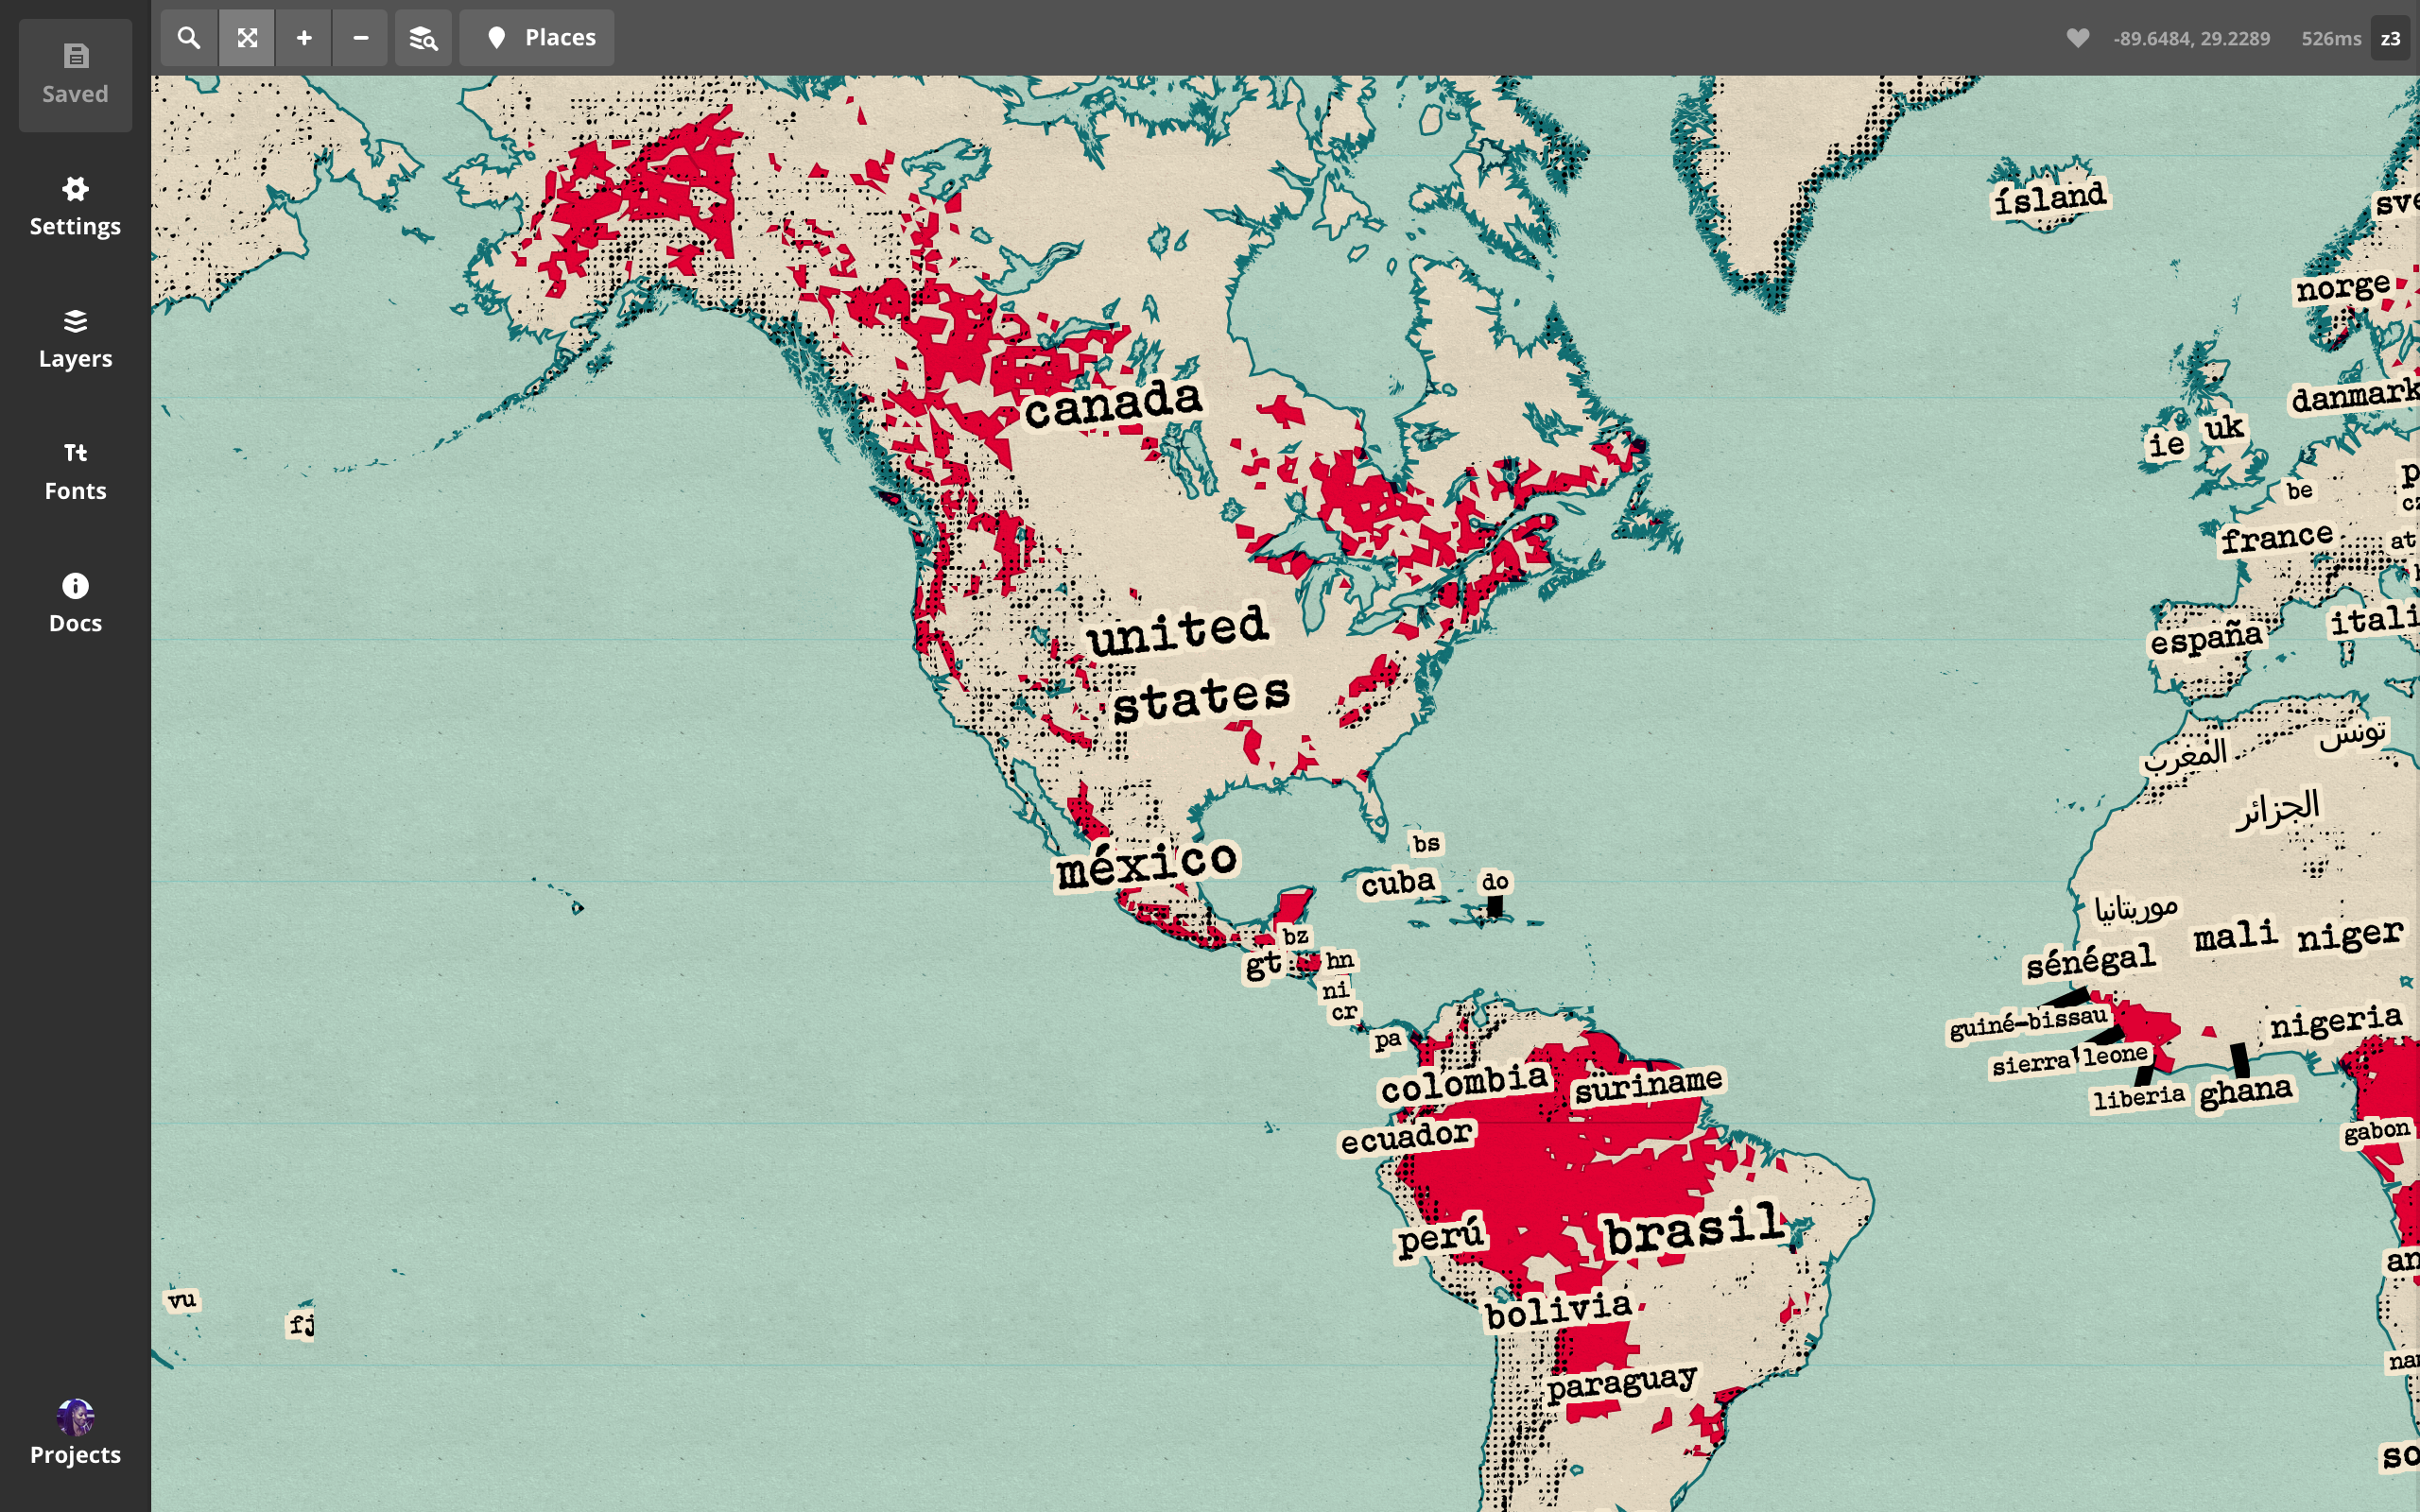 Saved
Settings
Layers
Fonts
Docs
Projects
Places
-89.6484, 29.2289
526ms
z3
ísland
norge
danmark
ie
uk
be
france
at
españa
canada
united
states
méxico
cuba
bs
do
bz
gt
hn
ni
cr
pa
المغرب
تونس
الجزائر
موريتانيا
mali
niger
sénégal
guiné-bissau
sierra leone
liberia
ghana
nigeria
gabon
colombia
suriname
ecuador
perú
brasil
bolivia
paraguay
vu
fj